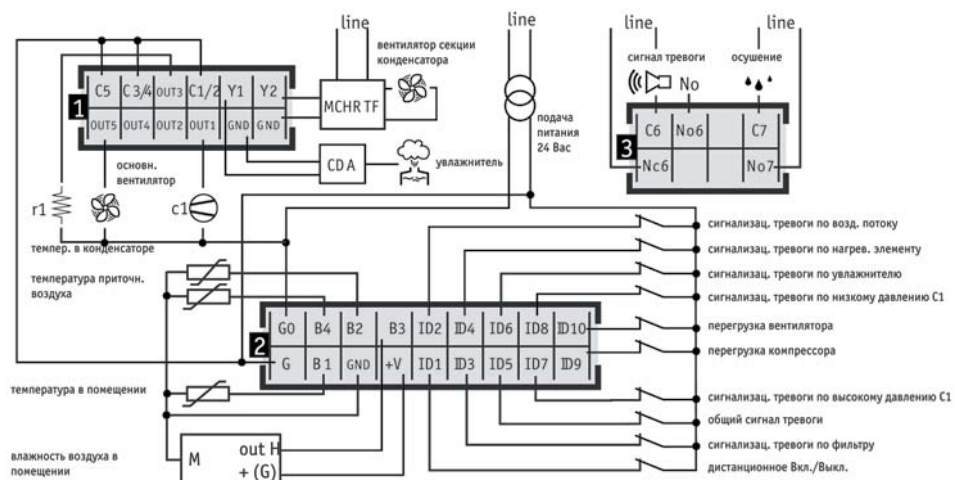 line
line
line
line
вентилятор секции
конденсатора
сигнал тревоги
осушение
No
C5 C3/4 OUT3 C1/2 Y1 Y2
1
OUT5 OUT4 OUT2 OUT1 GND GND
MCHR TF
подача
питания
24 Vac
C6 No6 C7
3
Nc6 No7
основн.
вентилятор
CDA
увлажнитель
r1
c1
темпер. в конденсаторе
температура приточн.
воздуха
сигнализац. тревоги по возд. потоку
сигнализац. тревоги по нагрев. элементу
сигнализац. тревоги по увлажнителю
сигнализац. тревоги по низкому давлению C1
G0 B4 B2 B3 ID2 ID4 ID6 ID8 ID10
2
G B1 GND +V ID1 ID3 ID5 ID7 ID9
перегрузка вентилятора
перегрузка компрессора
температура в помещении
сигнализац. тревоги по высокому давлению C1
общий сигнал тревоги
сигнализац. тревоги по фильтру
дистанционное Вкл./Выкл.
влажность воздуха в
помещении
M
out H
+ (G)